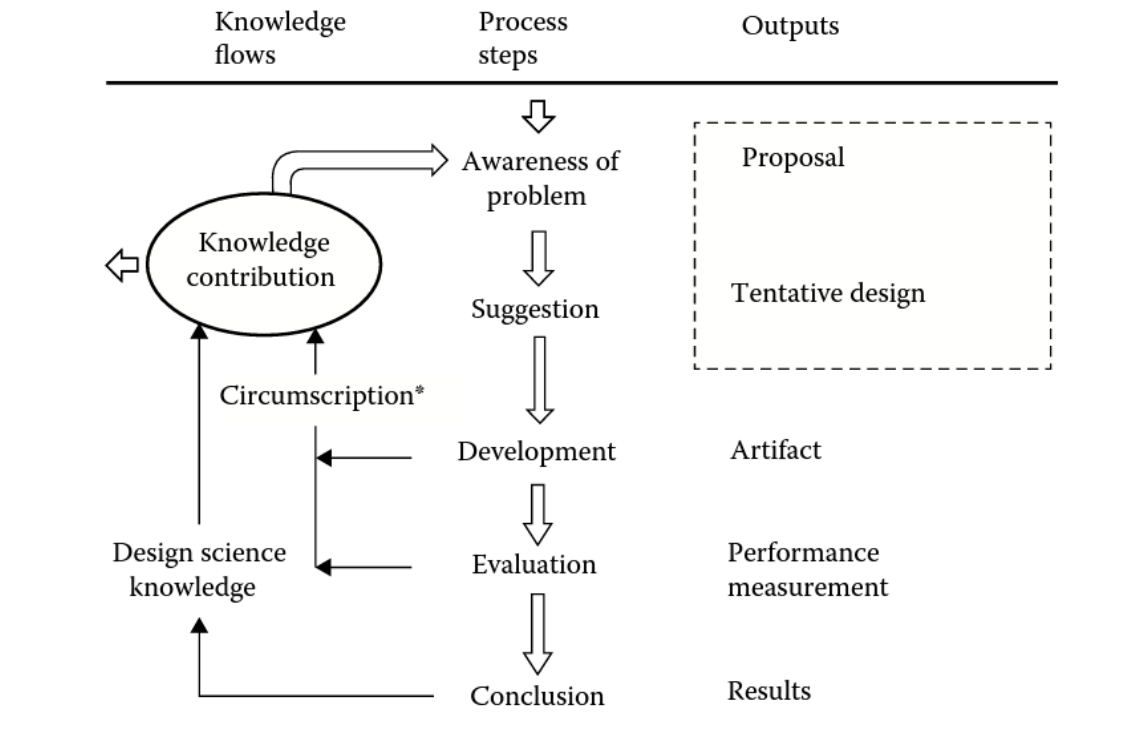 Knowledge
flows
Process
steps
Outputs
Awareness of
problem
Proposal
Knowledge
contribution
Suggestion
Tentative design
Circumscription*
Development
Artifact
Design science
knowledge
Evaluation
Performance
measurement
Conclusion
Results